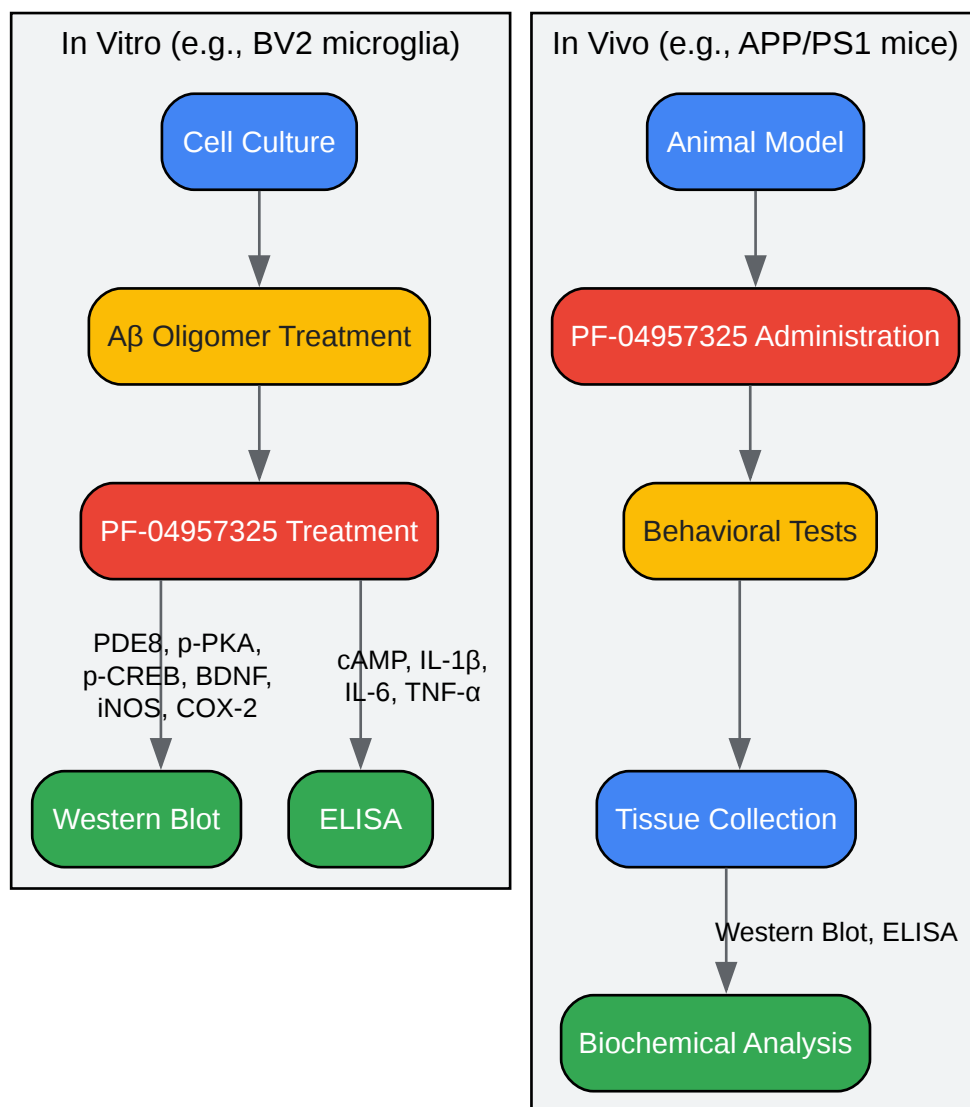 In Vitro (e.g., BV2 microglia)
Cell Culture
Aβ Oligomer Treatment
PF-04957325 Treatment
PDE8, p-PKA,
p-CREB, BDNF,
iNOS, COX-2
cAMP, IL-1β,
IL-6, TNF-α
Western Blot
ELISA
In Vivo (e.g., APP/PS1 mice)
Animal Model
PF-04957325 Administration
Behavioral Tests
Tissue Collection
Western Blot, ELISA
Biochemical Analysis